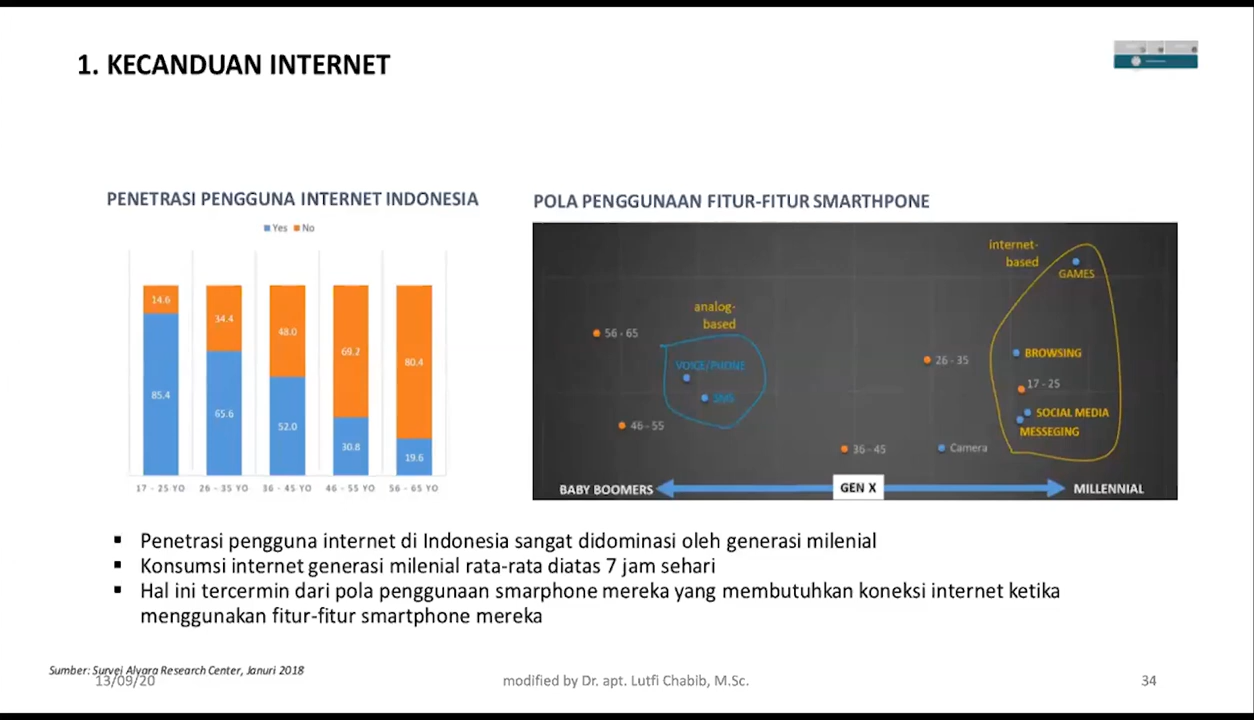 1. KECANDUAN INTERNET
PENETRASI PENGGUNA INTERNET INDONESIA
Yes No
14.6 34.4 48.0 69.2 80.4
85.4 65.6 52.0 30.8 19.6
17 - 25 YO 26 - 35 YO 36 - 45 YO 46 - 55 YO 56 - 65 YO
POLA PENGGUNAAN FITUR-FITUR SMARTHPONE
internet-
based
GAMES
analog-
based
56 - 65
VOICE/PHONE
SMS
46 - 55
26 - 35
BROWSING
17 - 25
SOCIAL MEDIA
MESSEGING
36 - 45
Camera
BABY BOOMERS GEN X MILLENNIAL
▪ Penetrasi pengguna internet di Indonesia sangat didominasi oleh generasi milenial
▪ Konsumsi internet generasi milenial rata-rata diatas 7 jam sehari
▪ Hal ini tercermin dari pola penggunaan smarphone mereka yang membutuhkan koneksi internet ketika
menggunakan fitur-fitur smartphone mereka
Sumber: Survei Alvara Research Center, Januri 2018
13/09/20 modified by Dr. apt. Lutfi Chabib, M.Sc. 34